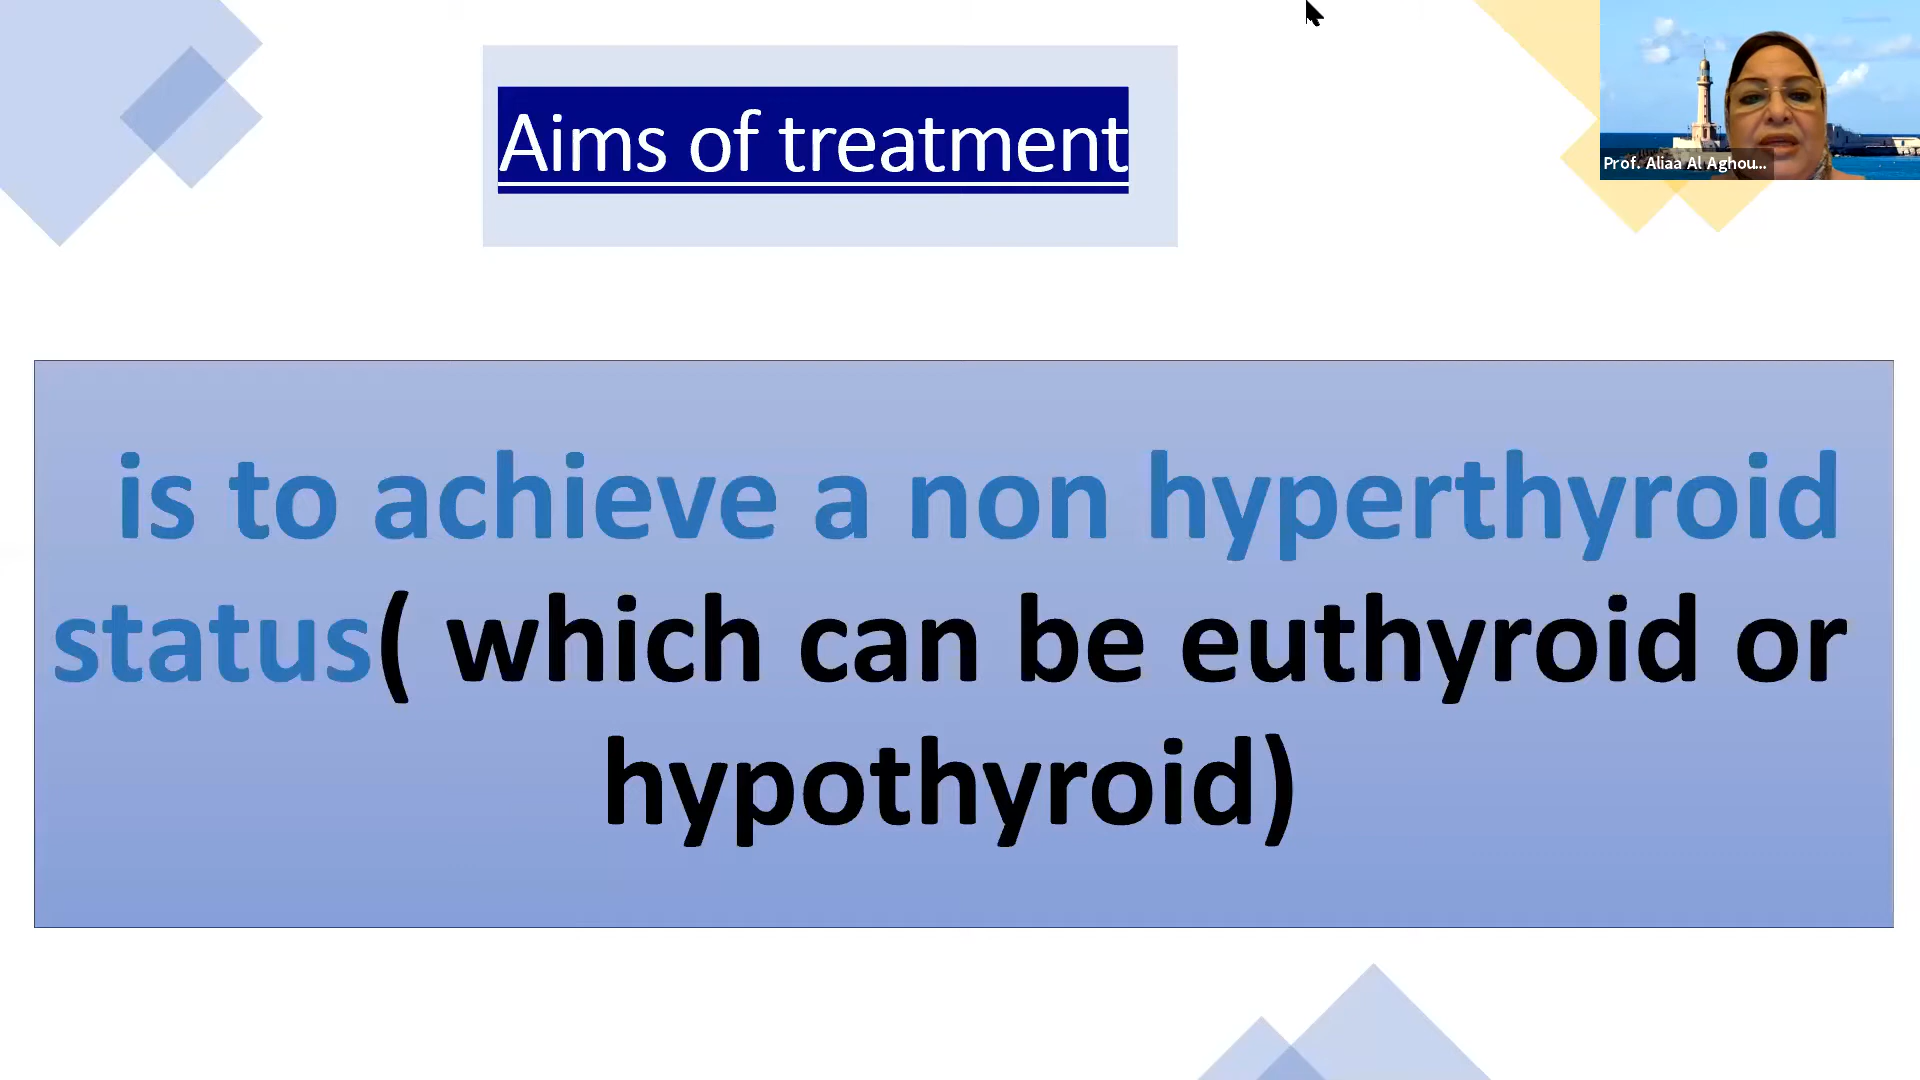 Aims of treatment
Prof. Aliaa Al Aghou...
is to achieve a non hyperthyroid
status( which can be euthyroid or
hypothyroid)